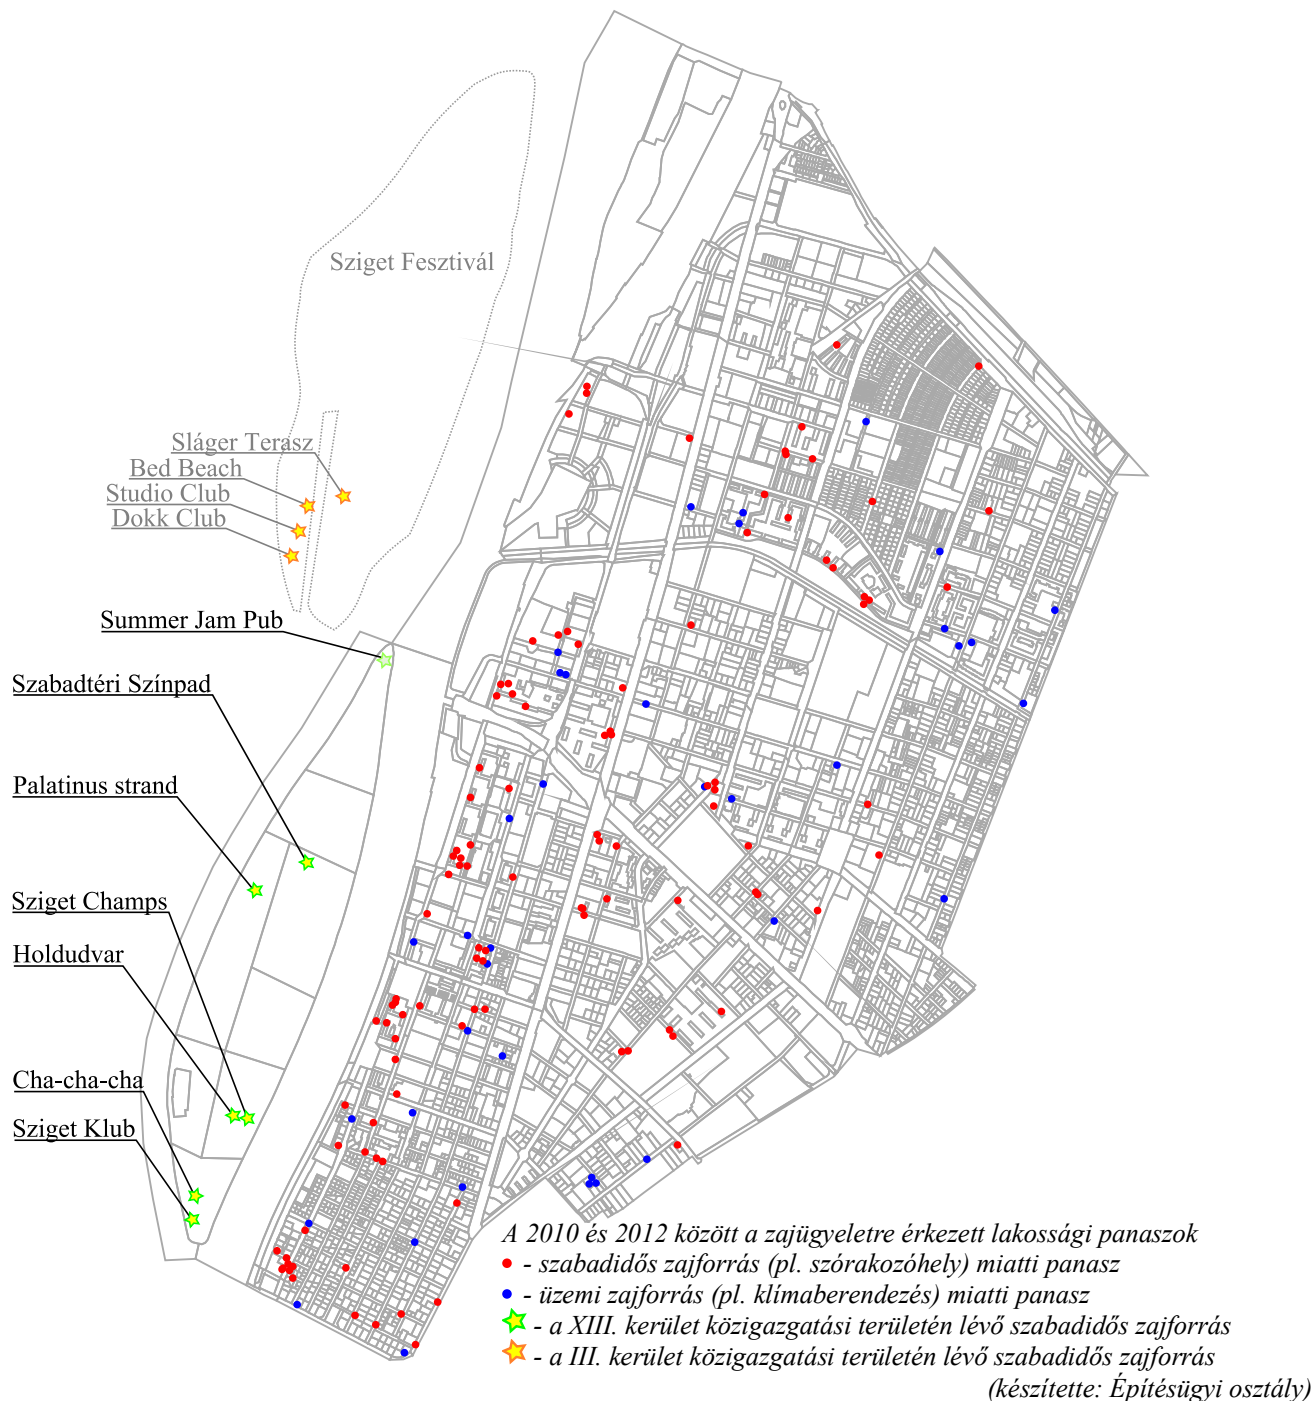 Sziget Fesztivál
Sláger Terasz
Bed Beach
Studio Club
Dokk Club
Summer Jam Pub
Szabadtéri Színpad
Palatinus strand
Sziget Champs
Holdudvar
Cha-cha-cha
Sziget Klub
A 2010 és 2012 között a zajügyeletre érkezett lakossági panaszok
- szabadidős zajforrás (pl. szórakozóhely) miatti panasz
- üzemi zajforrás (pl. klímaberendezés) miatti panasz
- a XIII. kerület közigazgatási területén lévő szabadidős zajforrás
- a III. kerület közigazgatási területén lévő szabadidős zajforrás
(készítette: Építésügyi osztály)